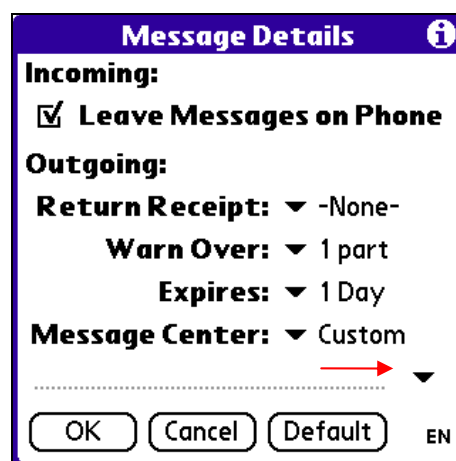 Message Details
Incoming:
Leave Messages on Phone
Outgoing:
Return Receipt: -None-
Warn Over: 1 part
Expires: 1 Day
Message Center: Custom
OK Cancel Default EN